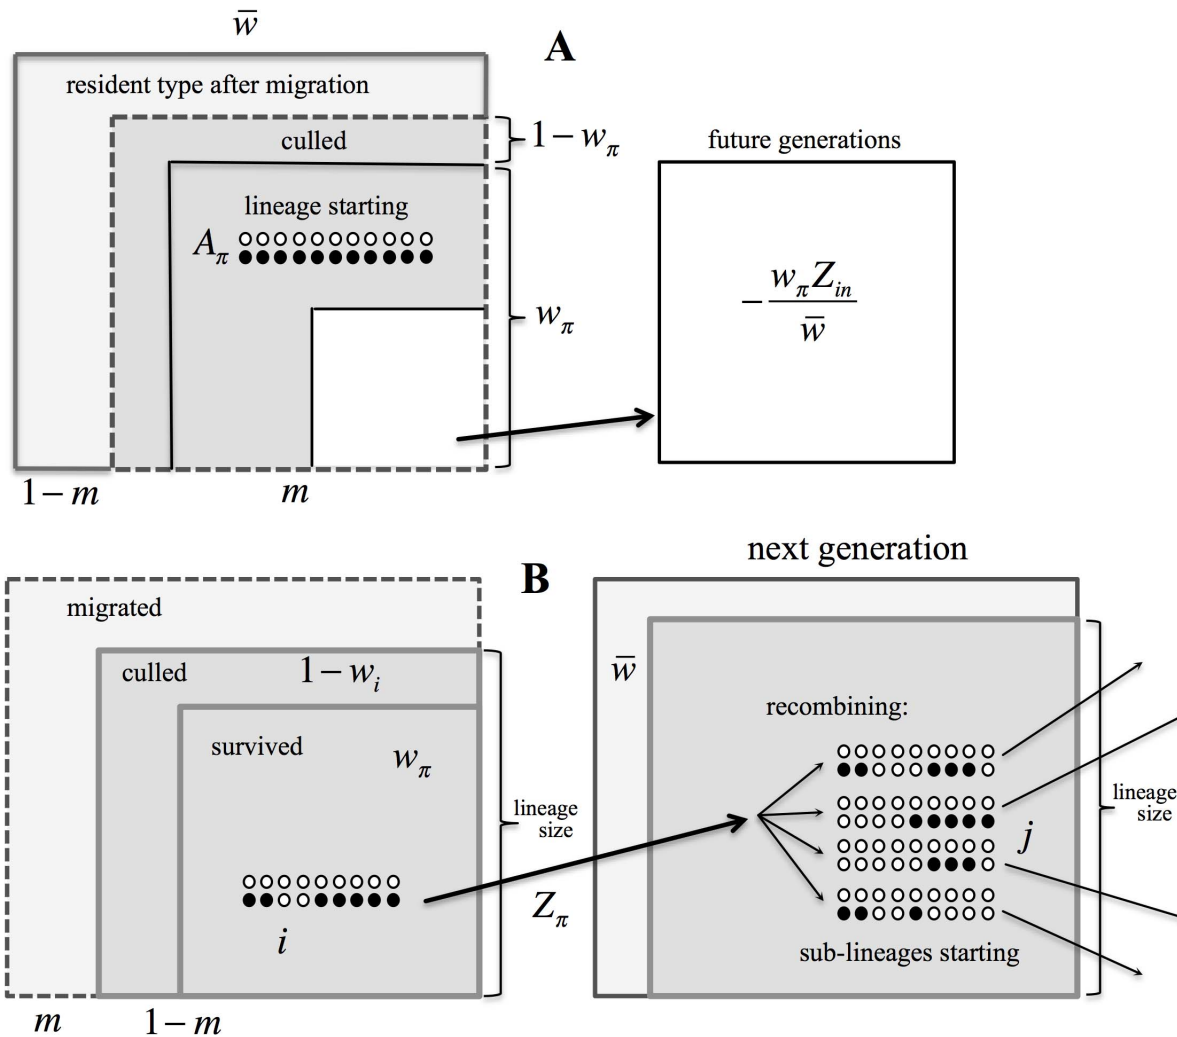 w̄
A
resident type after migration
culled
1 − w_π
future generations
lineage starting
A_π
w_π
− w_π Z_in / w̄
1 − m
m
next generation
B
migrated
culled
1 − w_i
w̄
recombining:
survived
w_π
lineage
size
lineage
size
j
Z_π
i
sub-lineages starting
m
1 − m